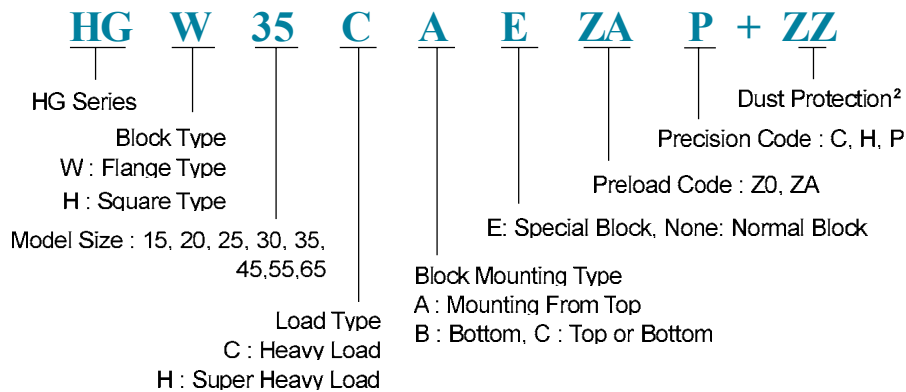 HG W 35 C A E ZA P + ZZ
HG Series
Block Type
W : Flange Type
H : Square Type
Model Size : 15, 20, 25, 30, 35,
45,55,65
Load Type
C : Heavy Load
H : Super Heavy Load
Block Mounting Type
A : Mounting From Top
B : Bottom, C : Top or Bottom
E: Special Block, None: Normal Block
Preload Code : Z0, ZA
Precision Code : C, H, P
Dust Protection²